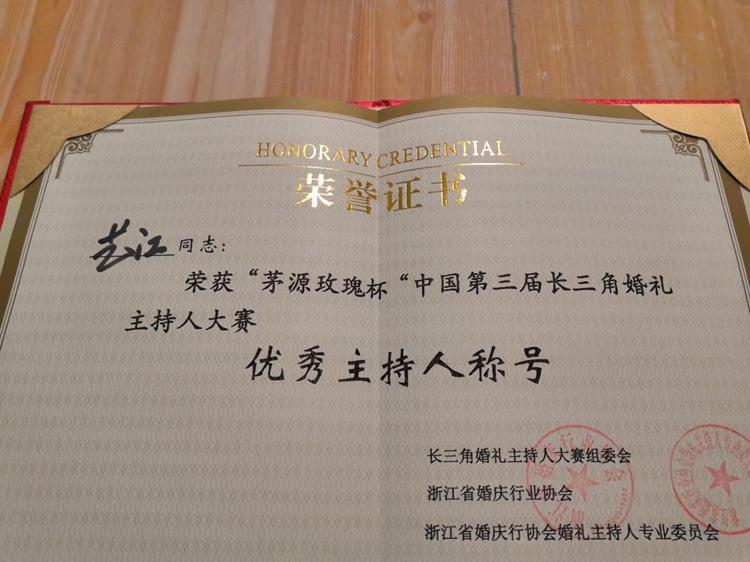 HONORARY CREDENTIAL
荣誉证书
艺江同志：
荣获“茅源玫瑰杯“中国第三届长三角婚礼
主持人大赛
优秀主持人称号
长三角婚礼主持人大赛组委会
浙江省婚庆行业协会
浙江省婚庆行协会婚礼主持人专业委员会